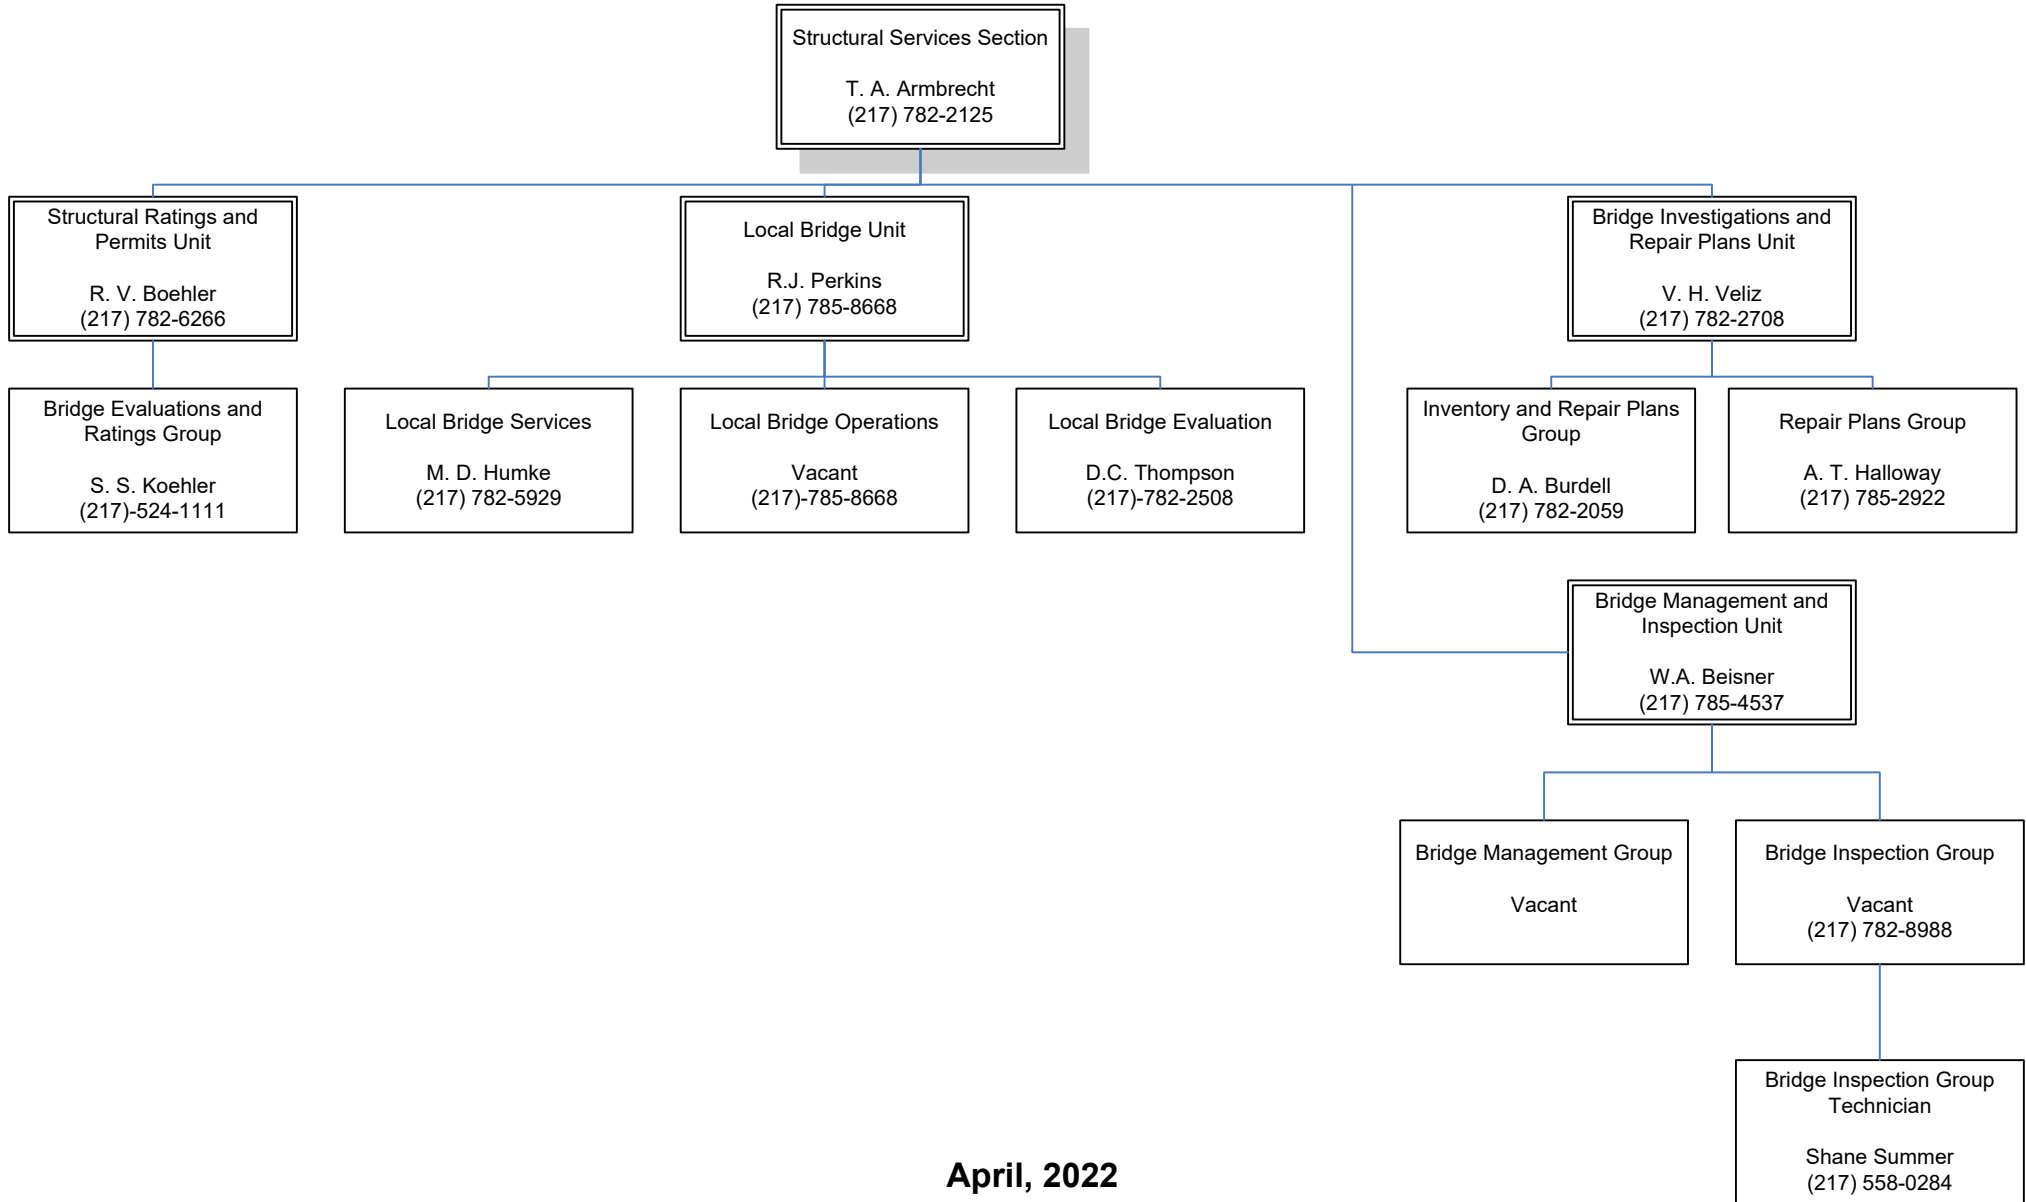 Structural Services Section
T. A. Armbrecht
(217) 782-2125
Structural Ratings and
Permits Unit
R. V. Boehler
(217) 782-6266
Local Bridge Unit
R.J. Perkins
(217) 785-8668
Bridge Investigations and
Repair Plans Unit
V. H. Veliz
(217) 782-2708
Bridge Evaluations and
Ratings Group
S. S. Koehler
(217)-524-1111
Local Bridge Services
M. D. Humke
(217) 782-5929
Local Bridge Operations
Vacant
(217)-785-8668
Local Bridge Evaluation
D.C. Thompson
(217)-782-2508
Inventory and Repair Plans
Group
D. A. Burdell
(217) 782-2059
Repair Plans Group
A. T. Halloway
(217) 785-2922
Bridge Management and
Inspection Unit
W.A. Beisner
(217) 785-4537
Bridge Management Group
Vacant
Bridge Inspection Group
Vacant
(217) 782-8988
Bridge Inspection Group
Technician
Shane Summer
(217) 558-0284
April, 2022